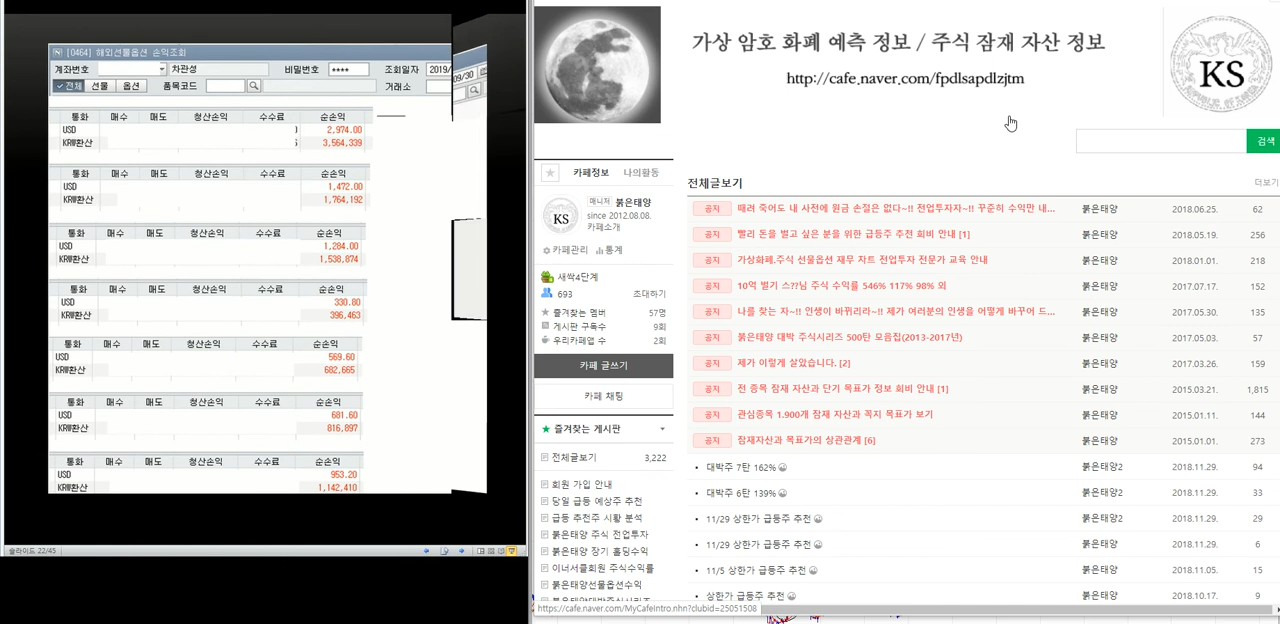 [0464] 해외선물옵션 손익조회
계좌번호 차관성 비밀번호 **** 조회일자 2019/ 09/30
전체 선물 옵션 품목코드 거래소
통화 매수 매도 청산손익 수수료 순손익
USD 2,974.00
KRW환산 3,564,339
통화 매수 매도 청산손익 수수료 순손익
USD 1,472.00
KRW환산 1,764,192
통화 매수 매도 청산손익 수수료 순손익
USD 1,284.00
KRW환산 1,538,874
통화 매수 매도 청산손익 수수료 순손익
USD 330.80
KRW환산 396,463
통화 매수 매도 청산손익 수수료 순손익
USD 569.60
KRW환산 682,665
통화 매수 매도 청산손익 수수료 순손익
USD 681.60
KRW환산 816,897
통화 매수 매도 청산손익 수수료 순손익
USD 953.20
KRW환산 1,142,410
슬라이드 22/45
가상 암호 화폐 예측 정보 / 주식 잠재 자산 정보
http://cafe.naver.com/fpdlsapdlzjtm
KS
REPUBLIC OF KOREA
검색
카페정보 나의활동
KS
매니저 붉은태양
since 2012.08.08.
카페소개
카페관리 통계
새싹4단계
693 초대하기
즐겨찾는 멤버 57명
게시판 구독수 9회
우리카페앱 수 2회
카페 글쓰기
카페 채팅
즐겨찾는 게시판
전체글보기 3,222
회원 가입 안내
당일 급등 예상주 추천
급등 추천주 시황 분석
붉은태양 주식 전업투자
붉은태양 장기 홀딩수익
이너서클회원 주식수익률
붉은태양선물옵션수익
붉은태양대박주식시리즈
https://cafe.naver.com/MyCafeIntro.nhn?clubid=25051508
전체글보기 더보기
공지 때려 죽어도 내 사전에 원금 손절은 없다~!! 전업투자자~!! 꾸준히 수익만 내... 붉은태양 2018.06.25. 62
공지 빨리 돈을 벌고 싶은 분을 위한 급등주 추천 회비 안내 [1] 붉은태양 2018.05.19. 256
공지 가상화폐,주식 선물옵션 재무 차트 전업투자 전문가 교육 안내 붉은태양 2018.01.01. 218
공지 10억 벌기 스??님 주식 수익률 546% 117% 98% 외 붉은태양 2017.07.17. 152
공지 나를 찾는 자~!! 인생이 바뀌리라~!! 제가 여러분의 인생을 어떻게 바꾸어 드... 붉은태양 2017.05.30. 135
공지 붉은태양 대박 주식시리즈 500탄 모음집(2013-2017년) 붉은태양 2017.05.03. 57
공지 제가 이렇게 살았습니다. [2] 붉은태양 2017.03.26. 159
공지 전 종목 잠재 자산과 단기 목표가 정보 회비 안내 [1] 붉은태양 2015.03.21. 1,815
공지 관심종목 1.900개 잠재 자산과 꼭지 목표가 보기 붉은태양 2015.01.11. 144
공지 잠재자산과 목표가의 상관관계 [6] 붉은태양 2015.01.01. 273
대박주 7탄 162% 붉은태양2 2018.11.29. 94
대박주 6탄 139% 붉은태양2 2018.11.29. 33
11/29 상한가 급등주 추천 붉은태양2 2018.11.29. 29
11/29 상한가 급등주 추천 붉은태양 2018.11.29. 6
11/5 상한가 급등주 추천 붉은태양 2018.11.05. 15
상한가 급등주 추천 붉은태양 2018.10.17. 9